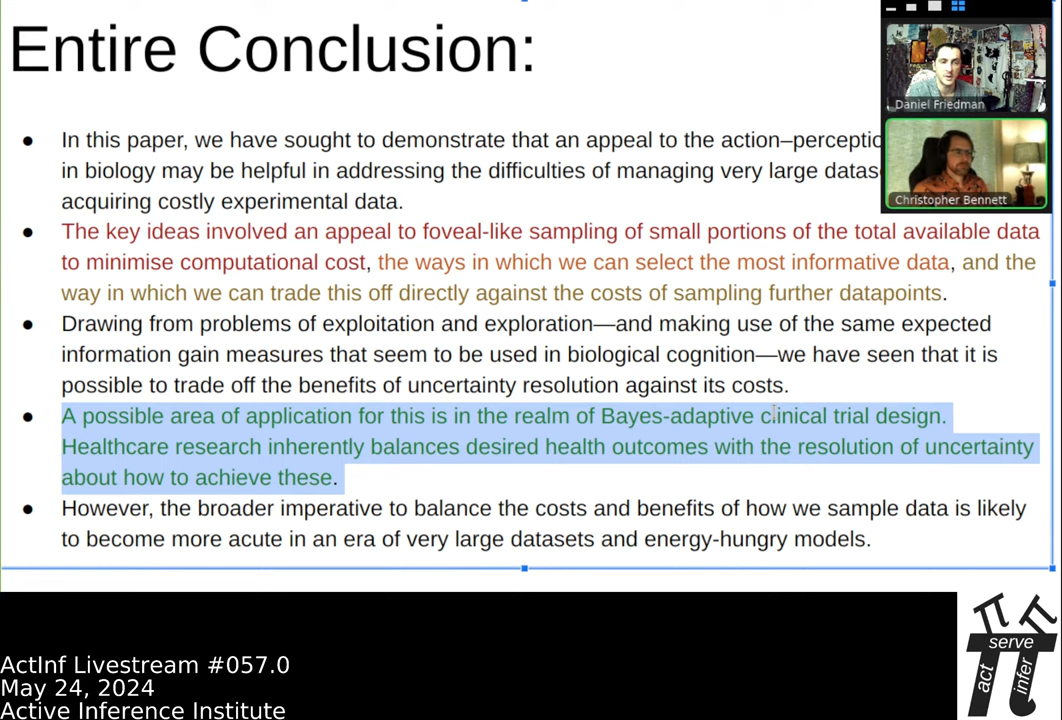 Entire Conclusion:
● In this paper, we have sought to demonstrate that an appeal to the action–perceptio
in biology may be helpful in addressing the difficulties of managing very large datas
acquiring costly experimental data.
● The key ideas involved an appeal to foveal-like sampling of small portions of the total available data
to minimise computational cost, the ways in which we can select the most informative data, and the
way in which we can trade this off directly against the costs of sampling further datapoints.
● Drawing from problems of exploitation and exploration—and making use of the same expected
information gain measures that seem to be used in biological cognition—we have seen that it is
possible to trade off the benefits of uncertainty resolution against its costs.
● A possible area of application for this is in the realm of Bayes-adaptive clinical trial design.
Healthcare research inherently balances desired health outcomes with the resolution of uncertainty
about how to achieve these.
● However, the broader imperative to balance the costs and benefits of how we sample data is likely
to become more acute in an era of very large datasets and energy-hungry models.
Daniel Friedman
Christopher Bennett
ActInf Livestream #057.0
May 24, 2024
Active Inference Institute
π π
serve
act
infer